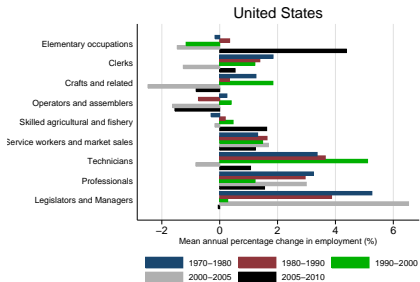 United States
Elementary occupations
Clerks
Crafts and related
Operators and assemblers
Skilled agricultural and fishery
Service workers and market sales
Technicians
Professionals
Legislators and Managers
−2 0 2 4 6
Mean annual percentage change in employment (%)
1970−1980 1980−1990 1990−2000
2000−2005 2005−2010